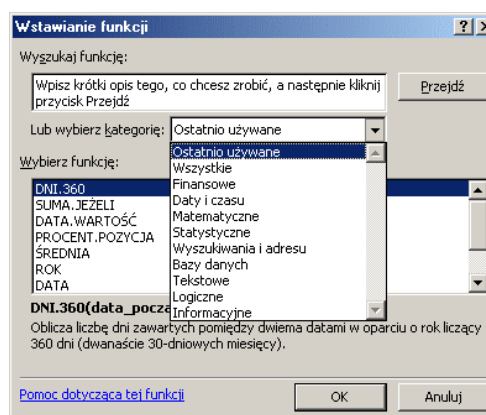 Wstawianie funkcji
Wyszukaj funkcję:
Wpisz krótki opis tego, co chcesz zrobić, a następnie kliknij
przycisk Przejdź
Przejdź
Lub wybierz kategorię: Ostatnio używane
Ostatnio używane
Wszystkie
Finansowe
Daty i czasu
Matematyczne
Statystyczne
Wyszukiwania i adresu
Bazy danych
Tekstowe
Logiczne
Informacyjne
Wybierz funkcję:
DNI.360
SUMA.JEŻELI
DATA.WARTOŚĆ
PROCENT.POZYCJA
ŚREDNIA
ROK
DATA
DNI.360(data_pocza
Oblicza liczbę dni zawartych pomiędzy dwiema datami w oparciu o rok liczący
360 dni (dwanaście 30-dniowych miesięcy).
Pomoc dotycząca tej funkcji
OK
Anuluj